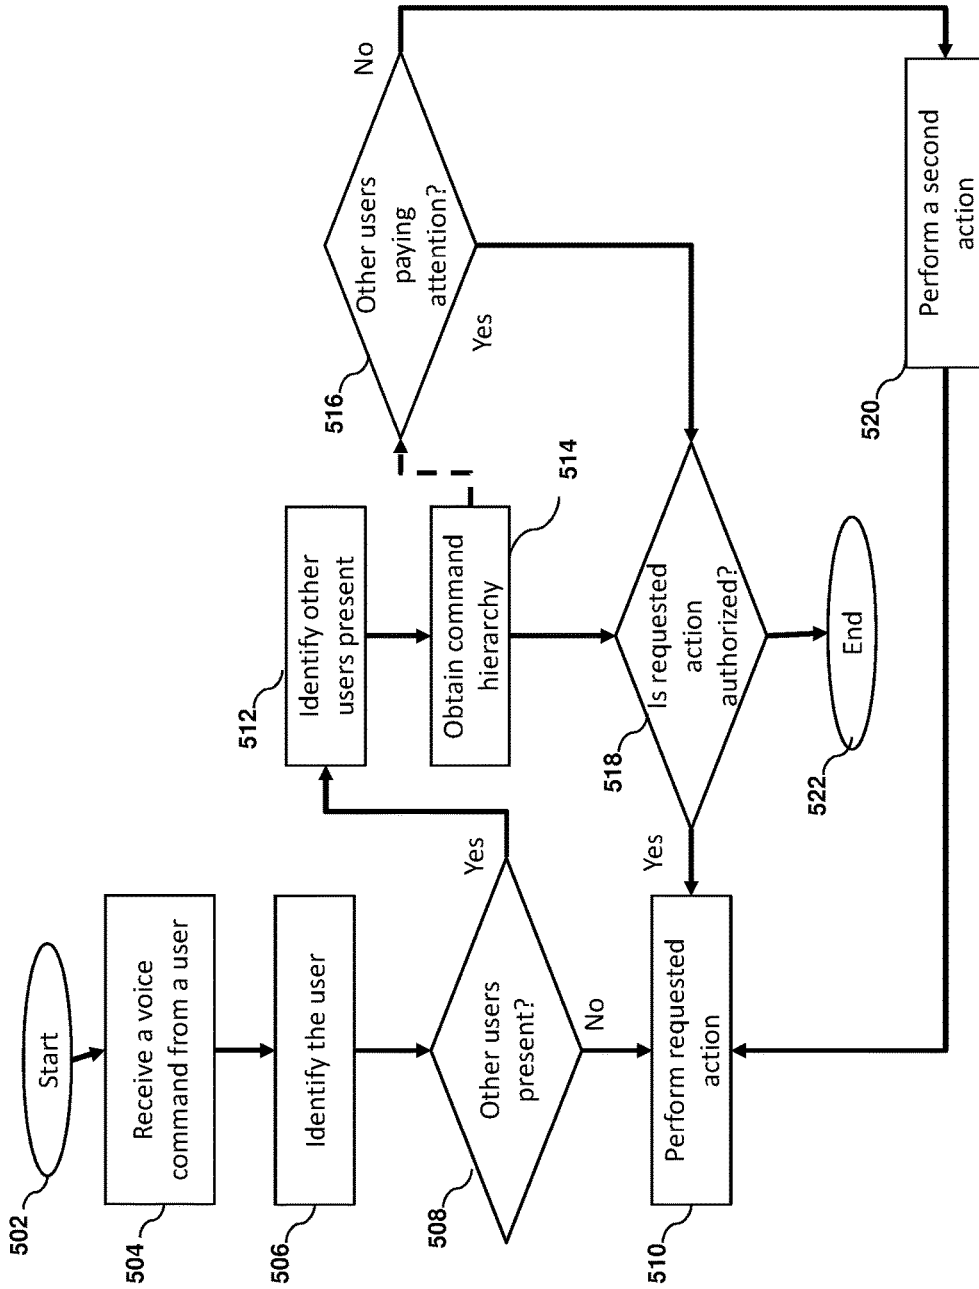 502
Start
504
Receive a voice
command from a user
506
Identify the user
508
Other users
present?
Yes
No
510
Perform requested
action
512
Identify other
users present
514
Obtain command
hierarchy
516
Other users
paying
attention?
No
Yes
518
Is requested
action
authorized?
Yes
522
End
520
Perform a second
action